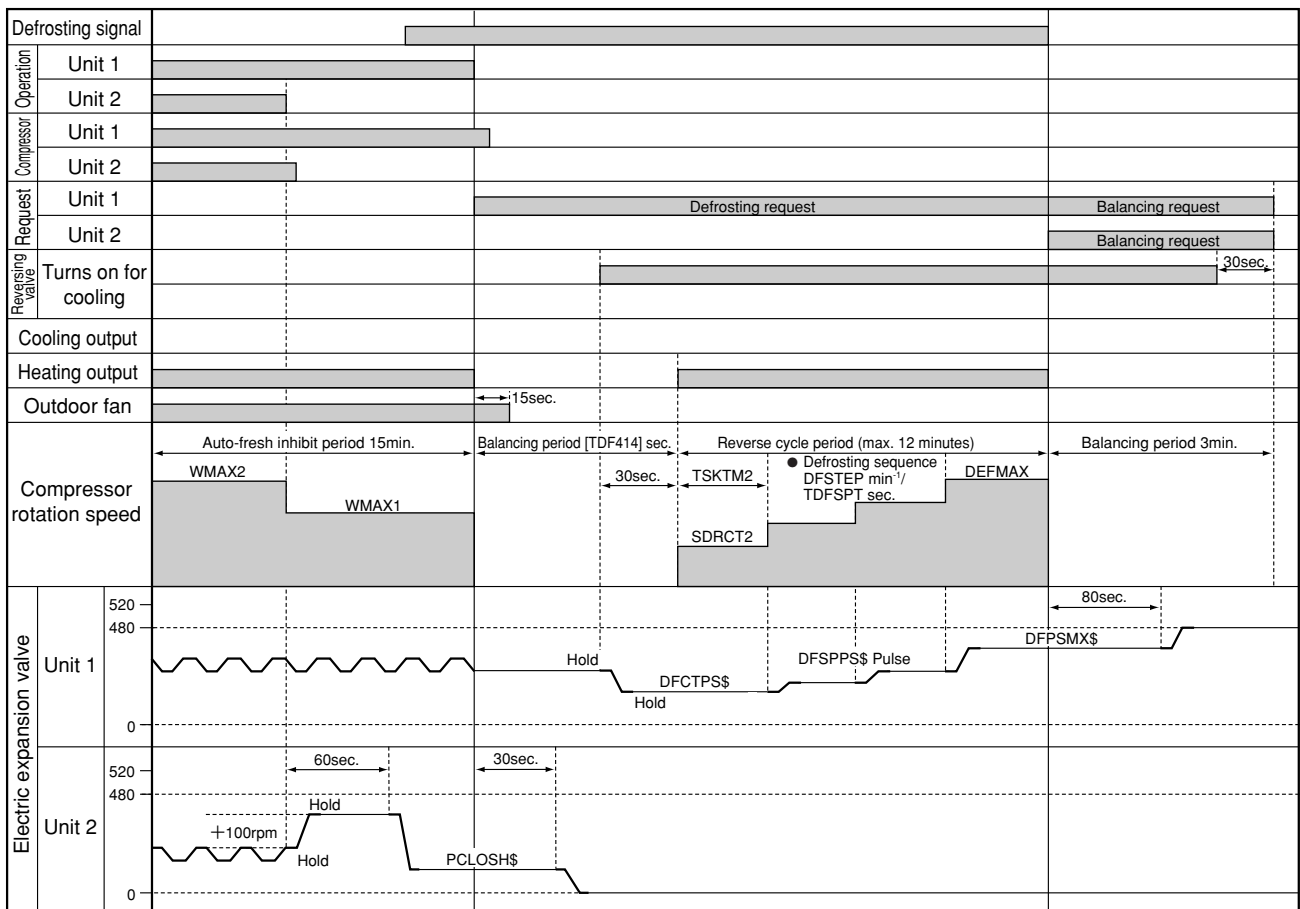 Defrosting signal
Operation
Unit 1
Unit 2
Compressor
Unit 1
Unit 2
Request
Unit 1
Defrosting request
Balancing request
Unit 2
Balancing request
Reversing
valve
Turns on for
cooling
30sec.
Cooling output
Heating output
Outdoor fan
15sec.
Compressor
rotation speed
Auto-fresh inhibit period 15min.
Balancing period [TDF414] sec.
Reverse cycle period (max. 12 minutes)
Balancing period 3min.
WMAX2
WMAX1
30sec.
TSKTM2
● Defrosting sequence
DFSTEP min⁻¹/
TDFSPT sec.
DEFMAX
SDRCT2
Electric expansion valve
Unit 1
520
480
0
Hold
DFCTPS$
Hold
DFSPPS$ Pulse
DFPSMX$
80sec.
Unit 2
520
480
0
60sec.
30sec.
Hold
+100rpm
Hold
PCLOSH$